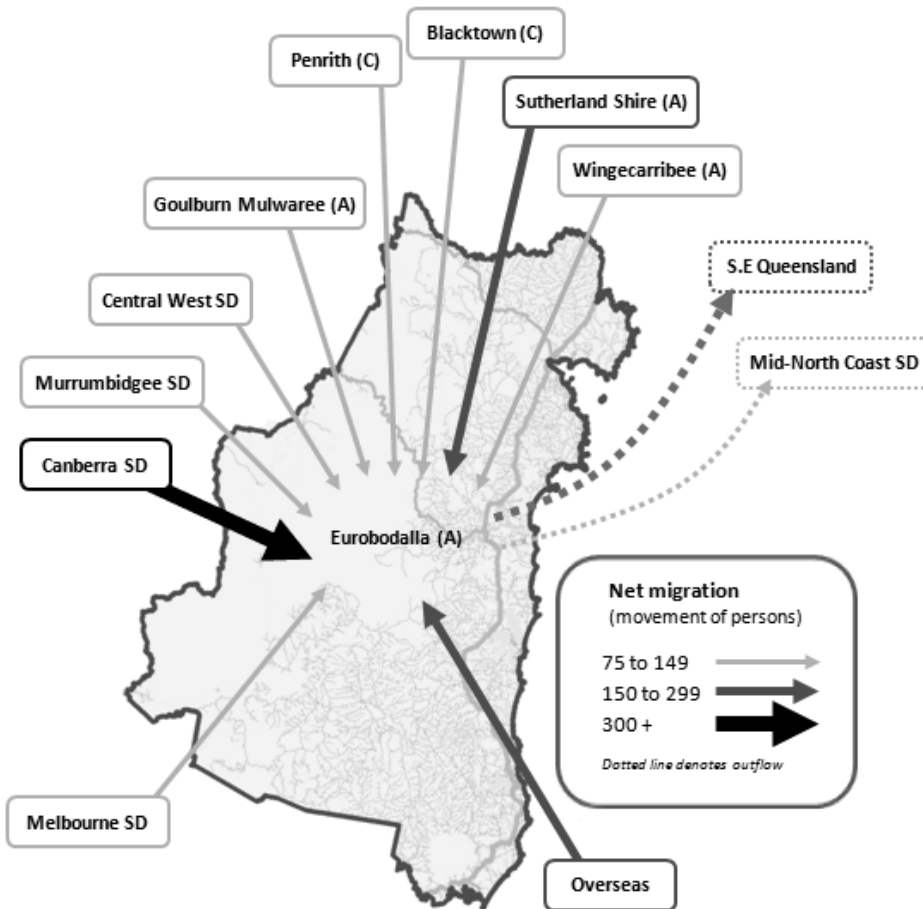 Blacktown (C)
Penrith (C)
Sutherland Shire (A)
Wingecarribee (A)
Goulburn Mulwaree (A)
S.E Queensland
Central West SD
Mid-North Coast SD
Murrumbidgee SD
Canberra SD
Eurobodalla (A)
Net migration
(movement of persons)
75 to 149
150 to 299
300 +
Dotted line denotes outflow
Melbourne SD
Overseas